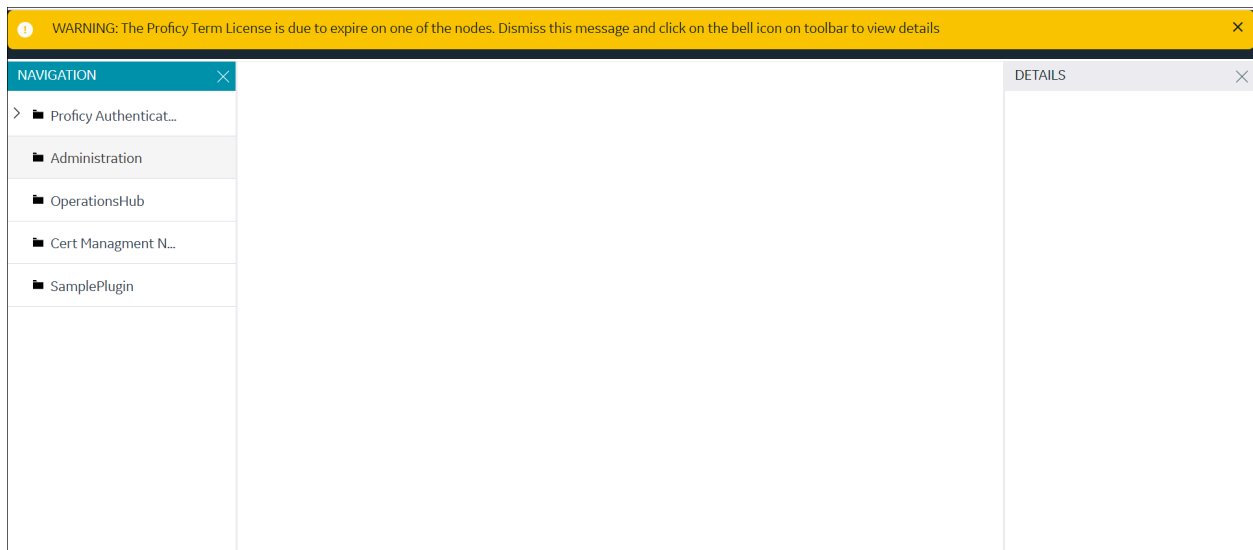 WARNING: The Proficy Term License is due to expire on one of the nodes. Dismiss this message and click on the bell icon on toolbar to view details
NAVIGATION
DETAILS
Proficy Authenticat...
Administration
OperationsHub
Cert Managment N...
SamplePlugin